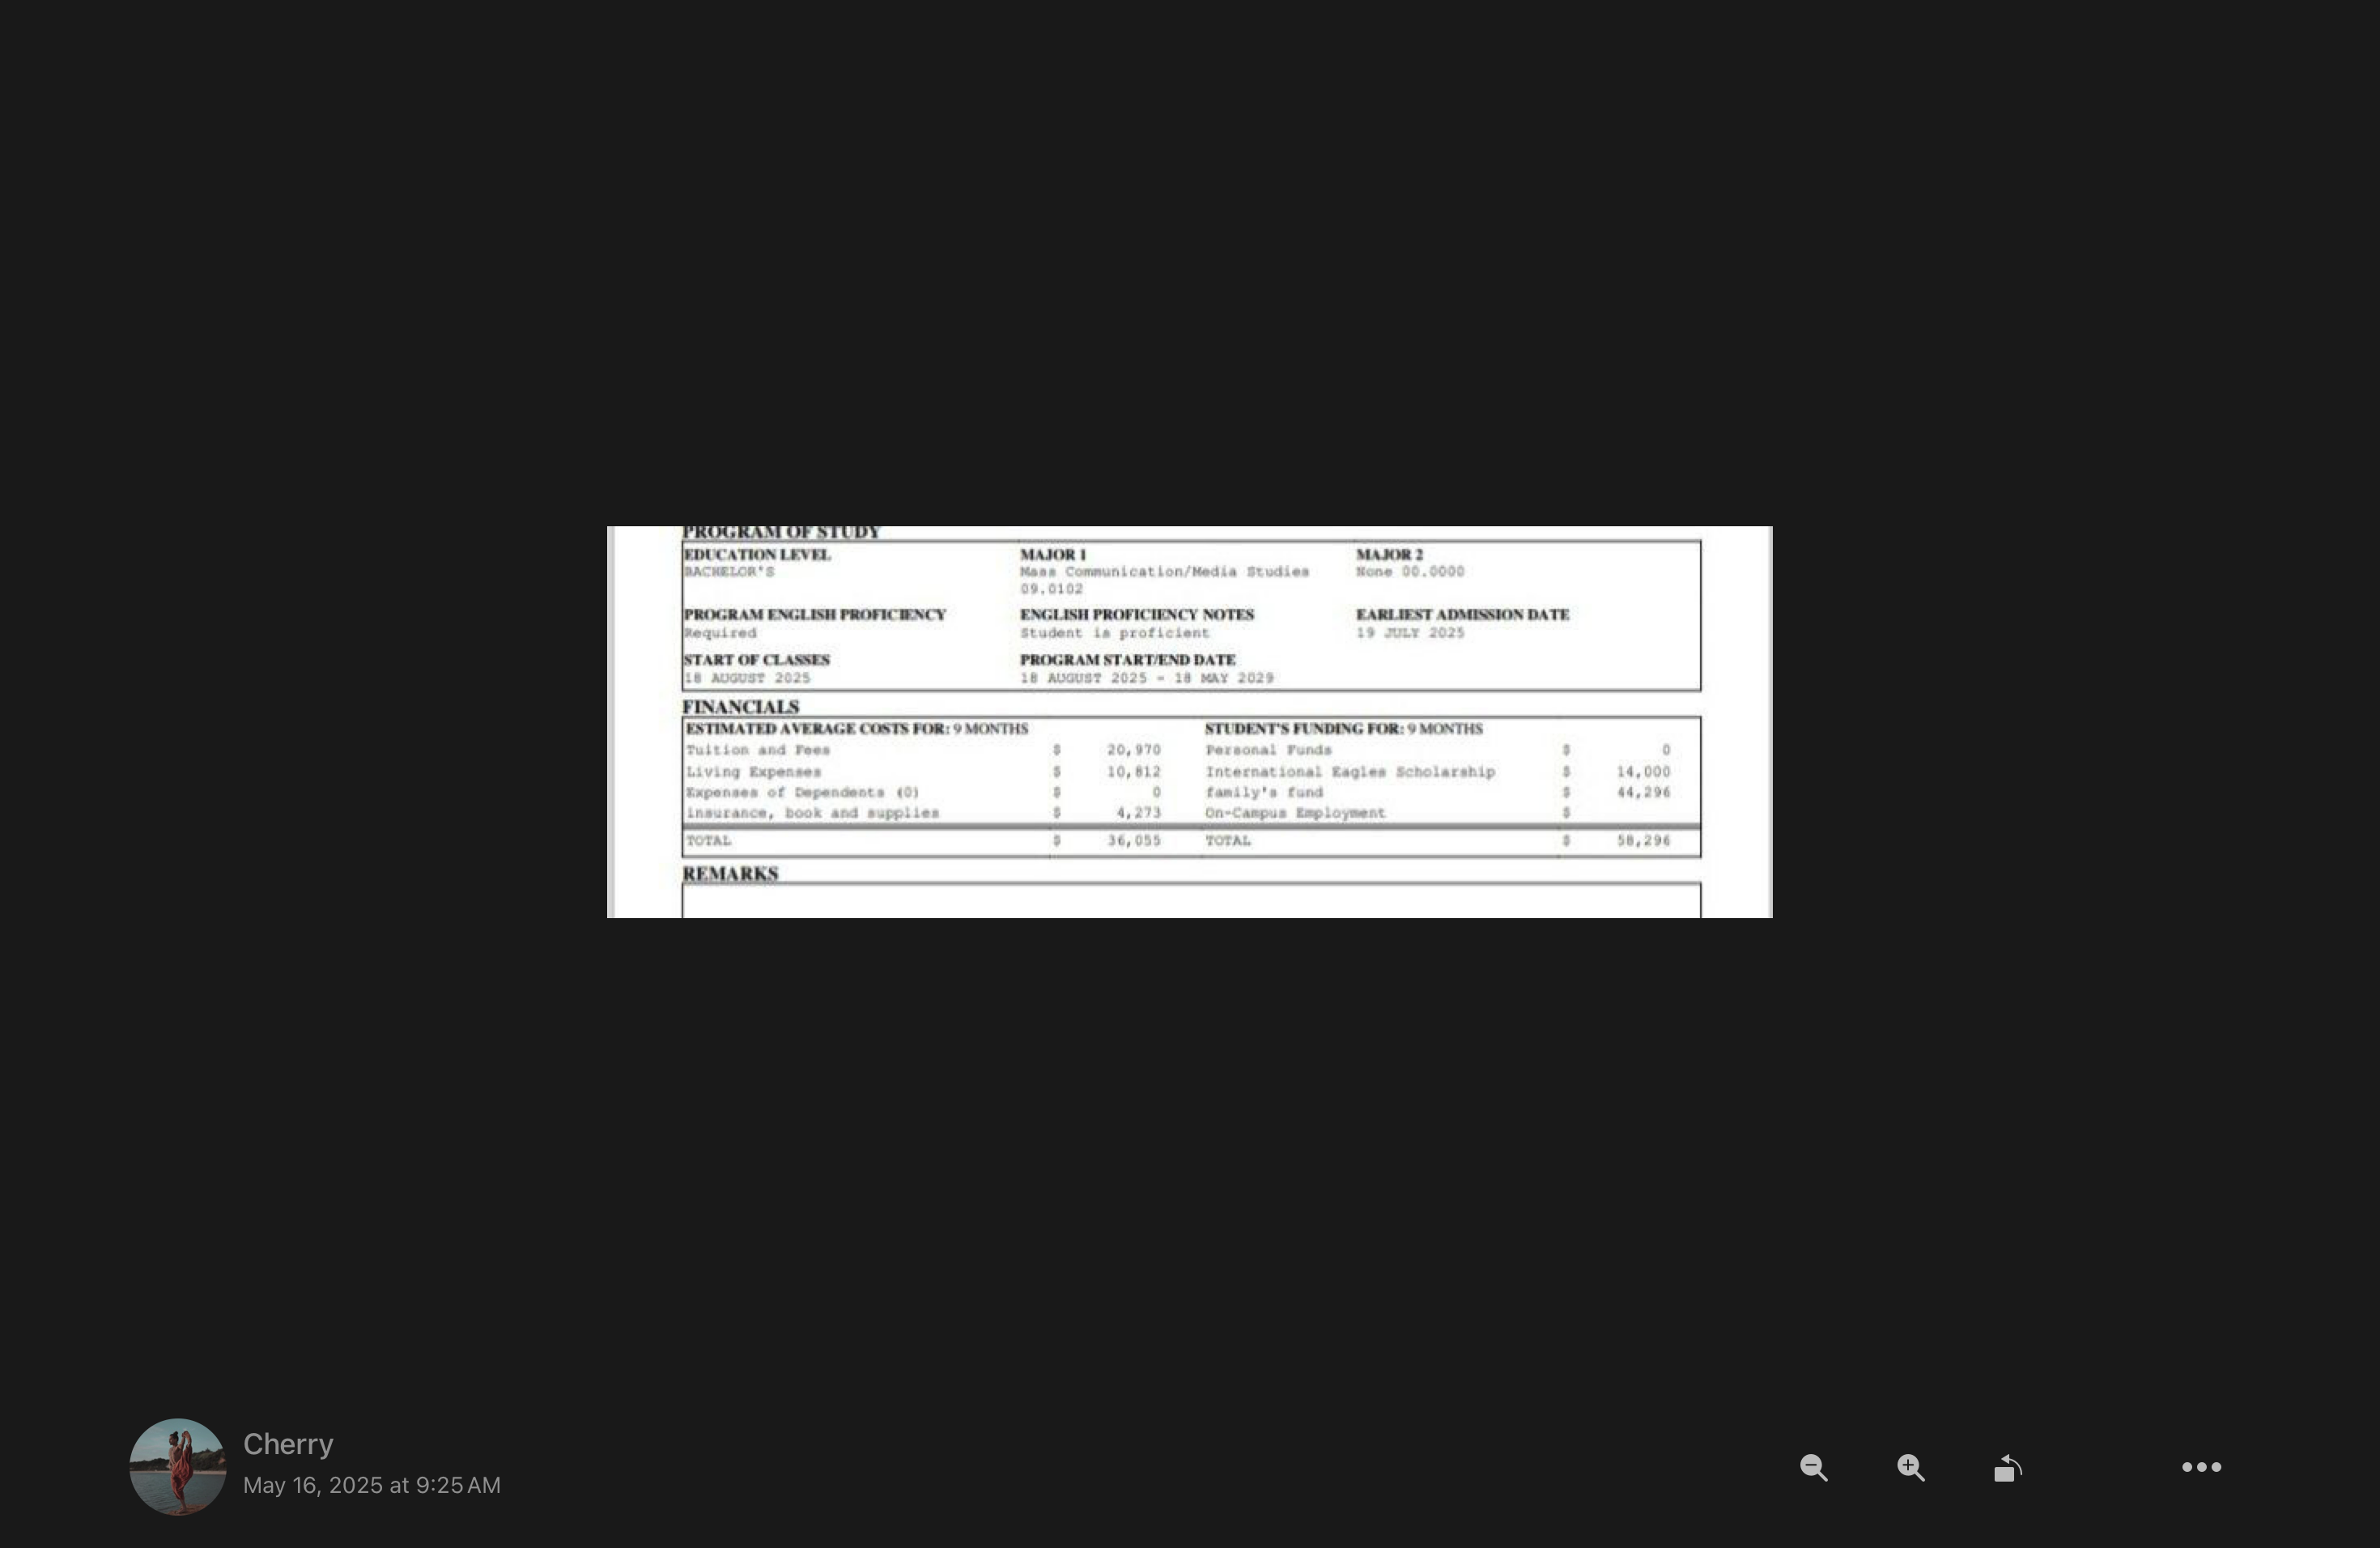 PROGRAM OF STUDY
EDUCATION LEVEL MAJOR 1 MAJOR 2
BACHELOR'S Mass Communication/Media Studies None 00.0000
09.0102
PROGRAM ENGLISH PROFICIENCY ENGLISH PROFICIENCY NOTES EARLIEST ADMISSION DATE
Required Student is proficient 19 JULY 2025
START OF CLASSES PROGRAM START/END DATE
18 AUGUST 2025 18 AUGUST 2025 - 18 MAY 2029
FINANCIALS
ESTIMATED AVERAGE COSTS FOR: 9 MONTHS STUDENT'S FUNDING FOR: 9 MONTHS
Tuition and Fees $ 20,970 Personal Funds $ 0
Living Expenses $ 10,812 International Eagles Scholarship $ 14,000
Expenses of Dependents (0) $ 0 family's fund $ 44,296
insurance, book and supplies $ 4,273 On-Campus Employment $
TOTAL $ 36,055 TOTAL $ 58,296
REMARKS
Cherry
May 16, 2025 at 9:25 AM